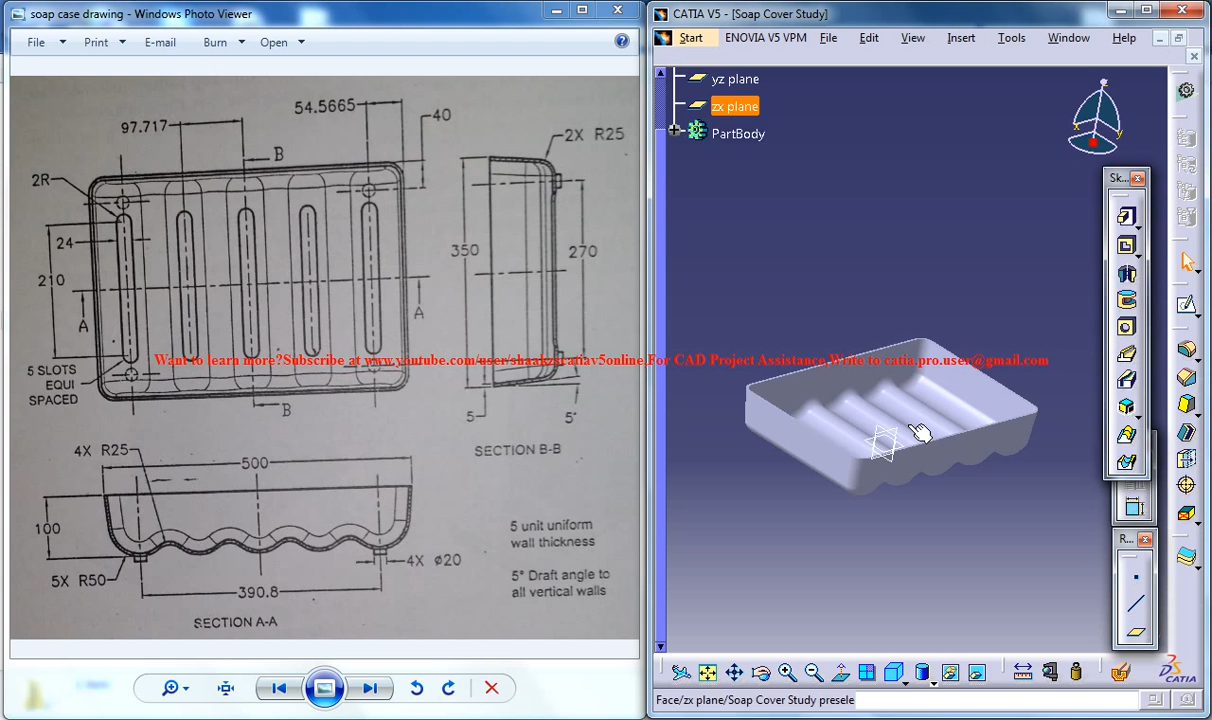 soap case drawing - Windows Photo Viewer
File Print E-mail Burn Open
97.717
54.5665
40
B
2X R25
2R
24
210
350
270
A
A
5 SLOTS
EQUI
SPACED
B
5
5°
SECTION B-B
4X R25
500
100
5X R50
4X ø20
390.8
SECTION A-A
5 unit uniform
wall thickness
5° Draft angle to
all vertical walls
Want to learn more?Subscribe at www.youtube.com/user/shaakzscatiav5online,For CAD Project Assistance,Write to catia.pro.user@gmail.com
CATIA V5 - [Soap Cover Study]
Start ENOVIA V5 VPM File Edit View Insert Tools Window Help
yz plane
zx plane
PartBody
x
y
Sk...
R...
CATIA
Face/zx plane/Soap Cover Study presele